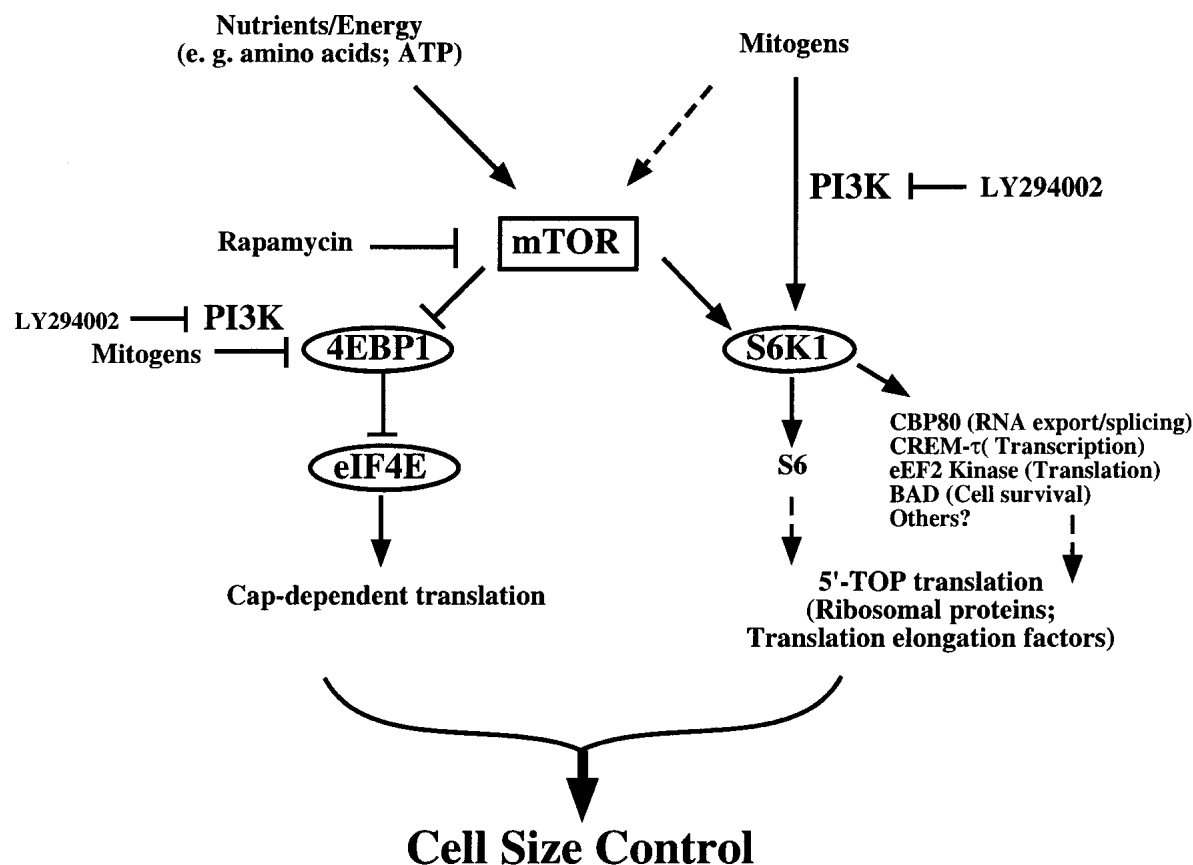 Nutrients/Energy
(e. g. amino acids; ATP)
Mitogens
PI3K
LY294002
Rapamycin
mTOR
LY294002
PI3K
Mitogens
4EBP1
S6K1
CBP80 (RNA export/splicing)
CREM-τ( Transcription)
eEF2 Kinase (Translation)
BAD (Cell survival)
Others?
eIF4E
S6
Cap-dependent translation
5'-TOP translation
(Ribosomal proteins;
Translation elongation factors)
Cell Size Control